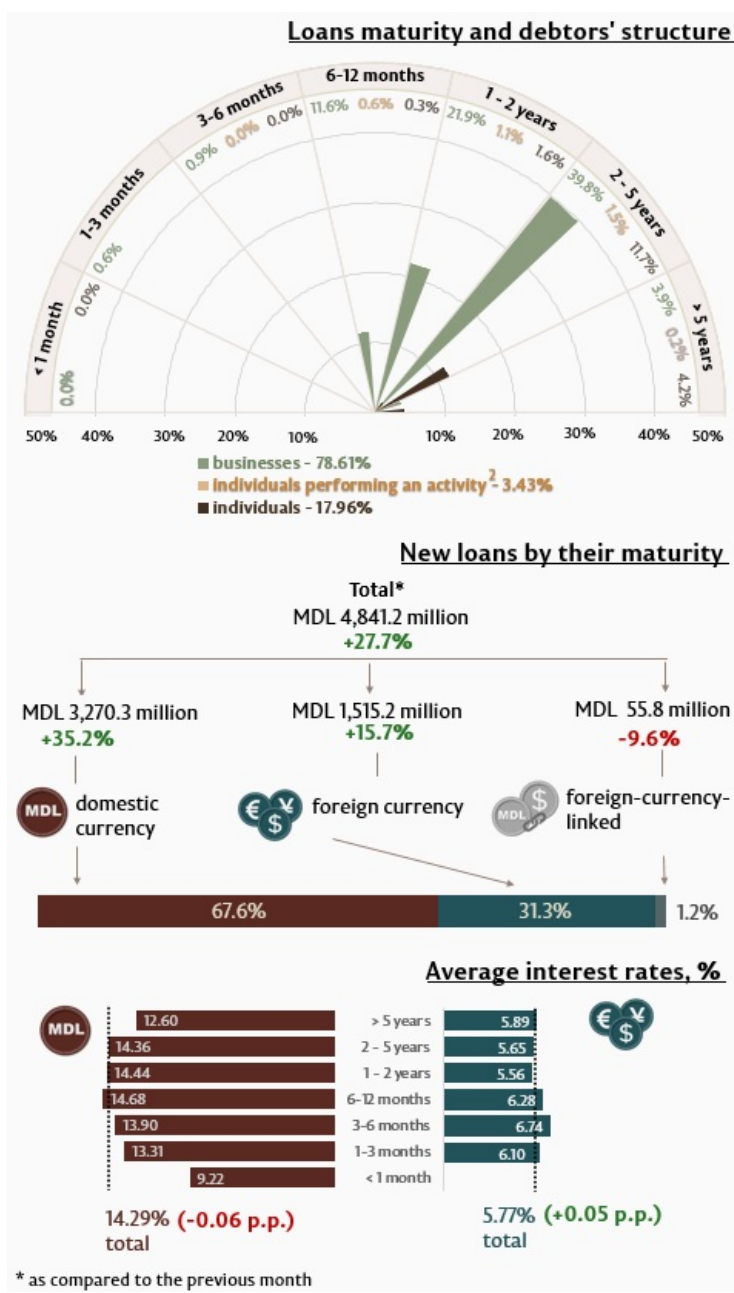 Loans maturity and debtors' structure
< 1 month
1-3 months
3-6 months
6-12 months
1 - 2 years
2 - 5 years
> 5 years
0.0%
0.0%
0.6%
0.9%
0.0%
0.0%
11.6%
0.6%
0.3%
21.9%
1.1%
1.6%
39.8%
1.5%
11.7%
3.9%
0.2%
4.2%
50% 40% 30% 20% 10% 10% 20% 30% 40% 50%
businesses - 78.61%
individuals performing an activity2 - 3.43%
individuals - 17.96%
New loans by their maturity
Total*
MDL 4,841.2 million
+27.7%
MDL 3,270.3 million
+35.2%
MDL 1,515.2 million
+15.7%
MDL 55.8 million
-9.6%
MDL
domestic
currency
€ ¥ $
foreign currency
MDL $
foreign-currency-
linked
67.6% 31.3% 1.2%
Average interest rates, %
MDL
€ ¥ $
12.60 > 5 years 5.89
14.36 2 - 5 years 5.65
14.44 1 - 2 years 5.56
14.68 6-12 months 6.28
13.90 3-6 months 6.74
13.31 1-3 months 6.10
9.22 < 1 month
14.29% (-0.06 p.p.)
total
5.77% (+0.05 p.p.)
total
* as compared to the previous month